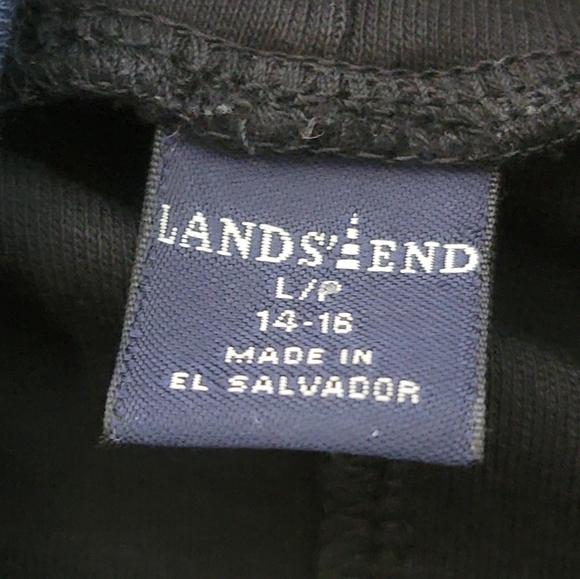 LANDS' END
L/P
14-16
MADE IN
EL SALVADOR